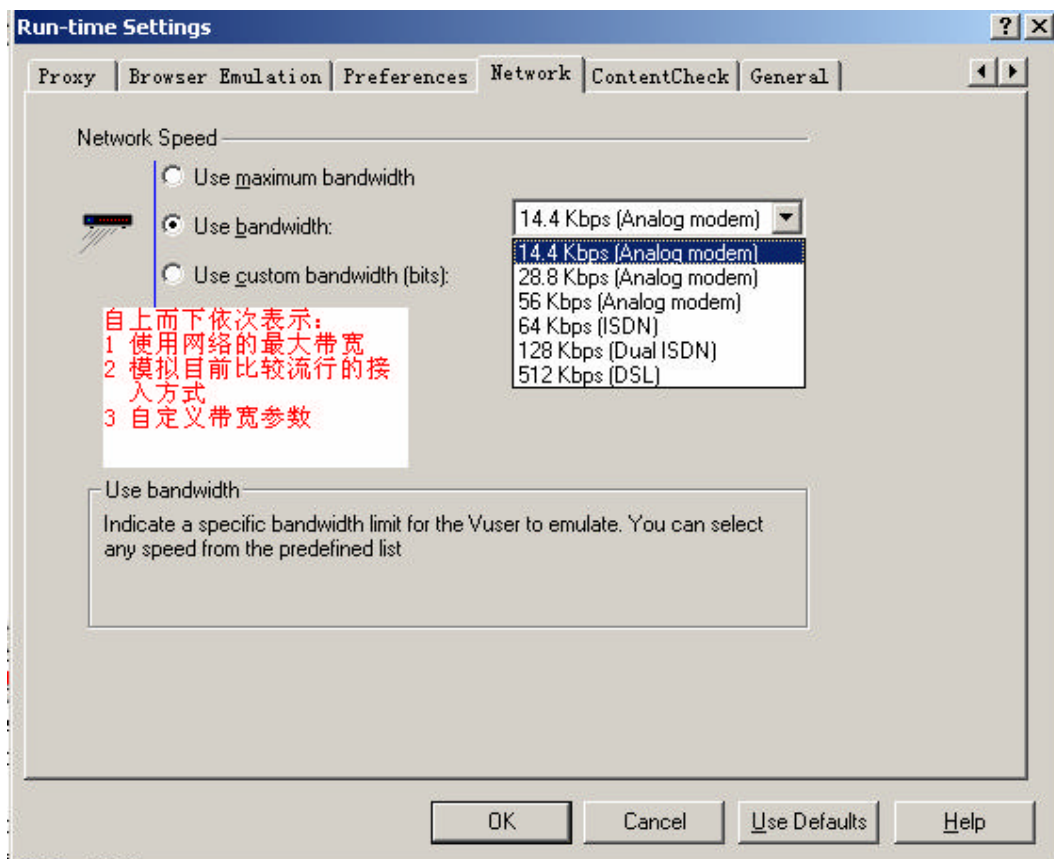 Run-time Settings
Proxy Browser Emulation Preferences Network ContentCheck General
Network Speed
Use maximum bandwidth
Use bandwidth:
14.4 Kbps (Analog modem)
14.4 Kbps (Analog modem)
28.8 Kbps (Analog modem)
56 Kbps (Analog modem)
64 Kbps (ISDN)
128 Kbps (Dual ISDN)
512 Kbps (DSL)
Use custom bandwidth (bits):
自上而下依次表示:
1 使用网络的最大带宽
2 模拟目前比较流行的接
入方式
3 自定义带宽参数
Use bandwidth
Indicate a specific bandwidth limit for the Vuser to emulate. You can select
any speed from the predefined list
OK Cancel Use Defaults Help